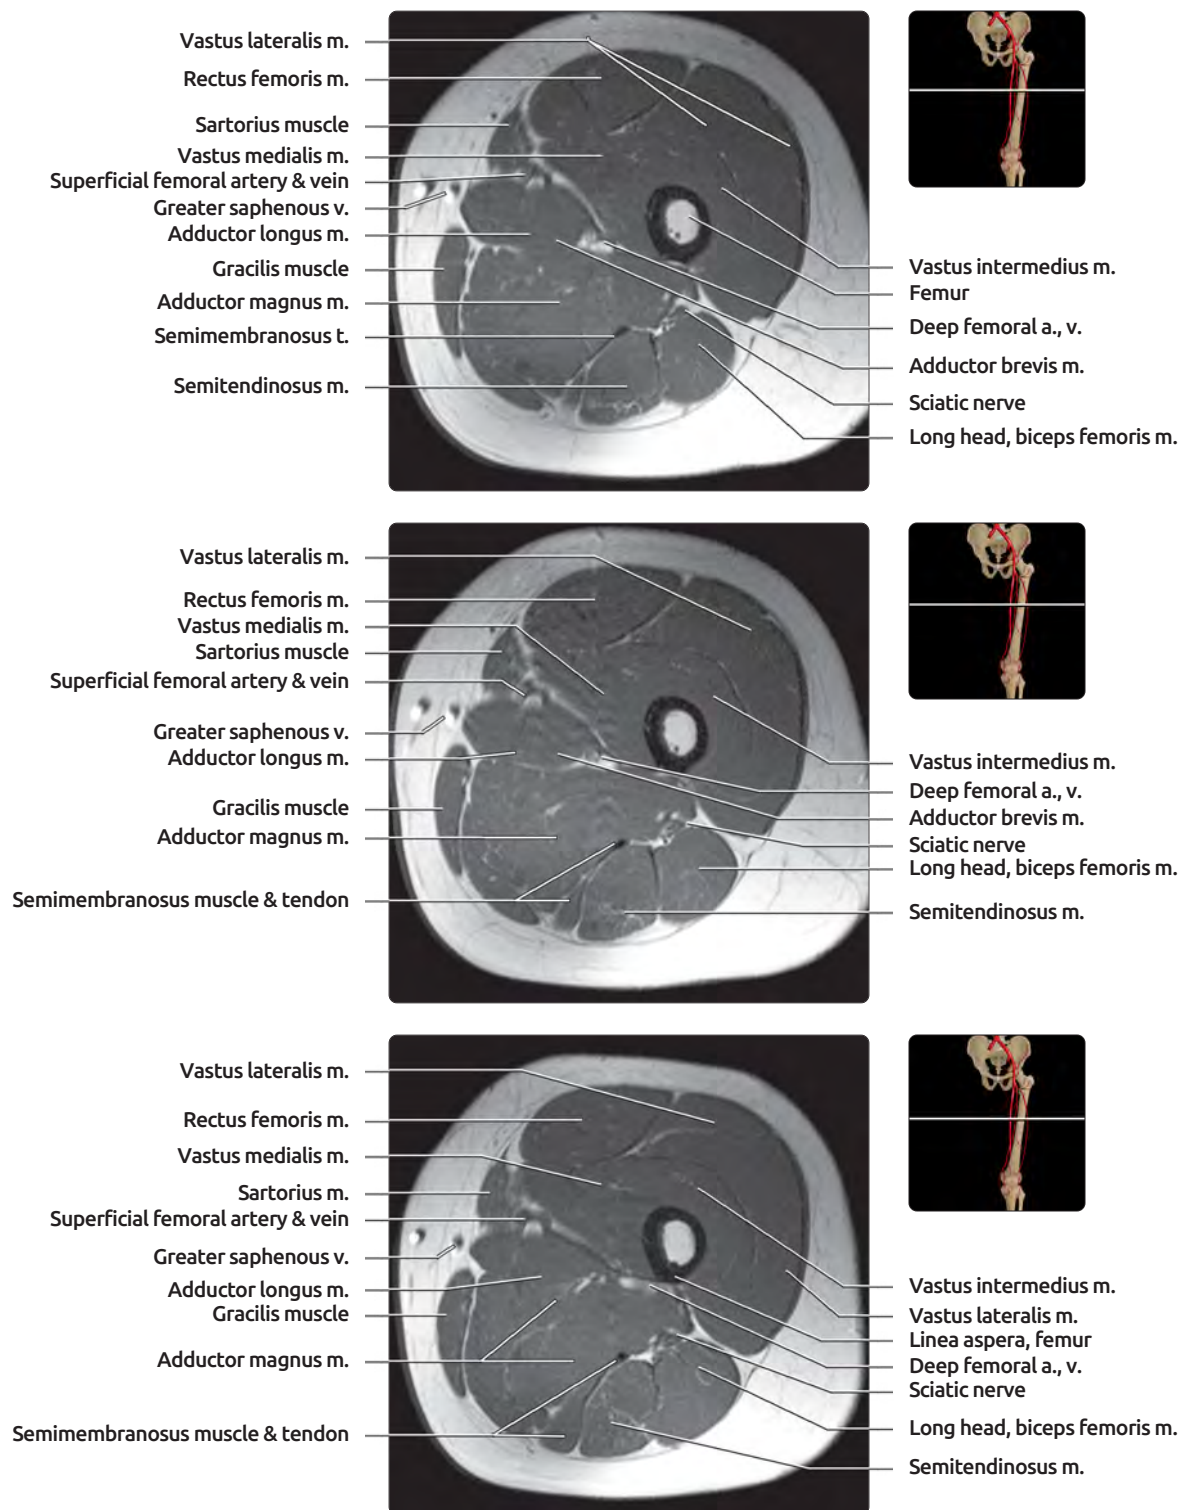 Vastus lateralis m.
Rectus femoris m.
Sartorius muscle
Vastus medialis m.
Superficial femoral artery & vein
Greater saphenous v.
Adductor longus m.
Gracilis muscle
Adductor magnus m.
Semimembranosus t.
Semitendinosus m.
Vastus intermedius m.
Femur
Deep femoral a., v.
Adductor brevis m.
Sciatic nerve
Long head, biceps femoris m.
Vastus lateralis m.
Rectus femoris m.
Vastus medialis m.
Sartorius muscle
Superficial femoral artery & vein
Greater saphenous v.
Adductor longus m.
Gracilis muscle
Adductor magnus m.
Semimembranosus muscle & tendon
Vastus intermedius m.
Deep femoral a., v.
Adductor brevis m.
Sciatic nerve
Long head, biceps femoris m.
Semitendinosus m.
Vastus lateralis m.
Rectus femoris m.
Vastus medialis m.
Sartorius m.
Superficial femoral artery & vein
Greater saphenous v.
Adductor longus m.
Gracilis muscle
Adductor magnus m.
Semimembranosus muscle & tendon
Vastus intermedius m.
Vastus lateralis m.
Linea aspera, femur
Deep femoral a., v.
Sciatic nerve
Long head, biceps femoris m.
Semitendinosus m.